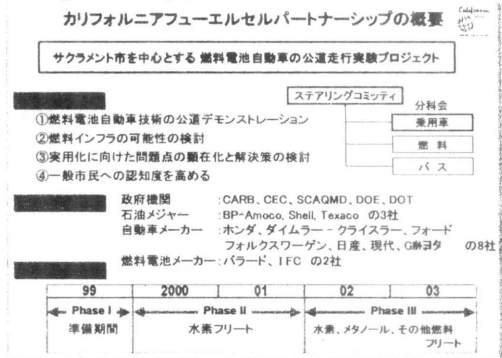 カリフォルニアフューエルセルパートナーシップの概要
サクラメント市を中心とする 燃料電池自動車の公道走行実験プロジェクト
ステアリングコミッティ
分科会
乗用車
燃料
バス
①燃料電池自動車技術の公道デモンストレーション
②燃料インフラの可能性の検討
③実用化に向けた問題点の顕在化と解決策の検討
④一般市民への認知度を高める
政府機関 :CARB, CEC, SCAQMD, DOE, DOT
石油メジャー :BP-Amoco, Shell, Texaco の3社
自動車メーカー :ホンダ、ダイムラー - クライスラー、フォード
フォルクスワーゲン、日産、現代、 の8社
燃料電池メーカー:バラード、IFC の2社
99 2000 01 02 03
Phase I Phase II Phase III
準備期間 水素フリート 水素、メタノール、その他燃料
フリート